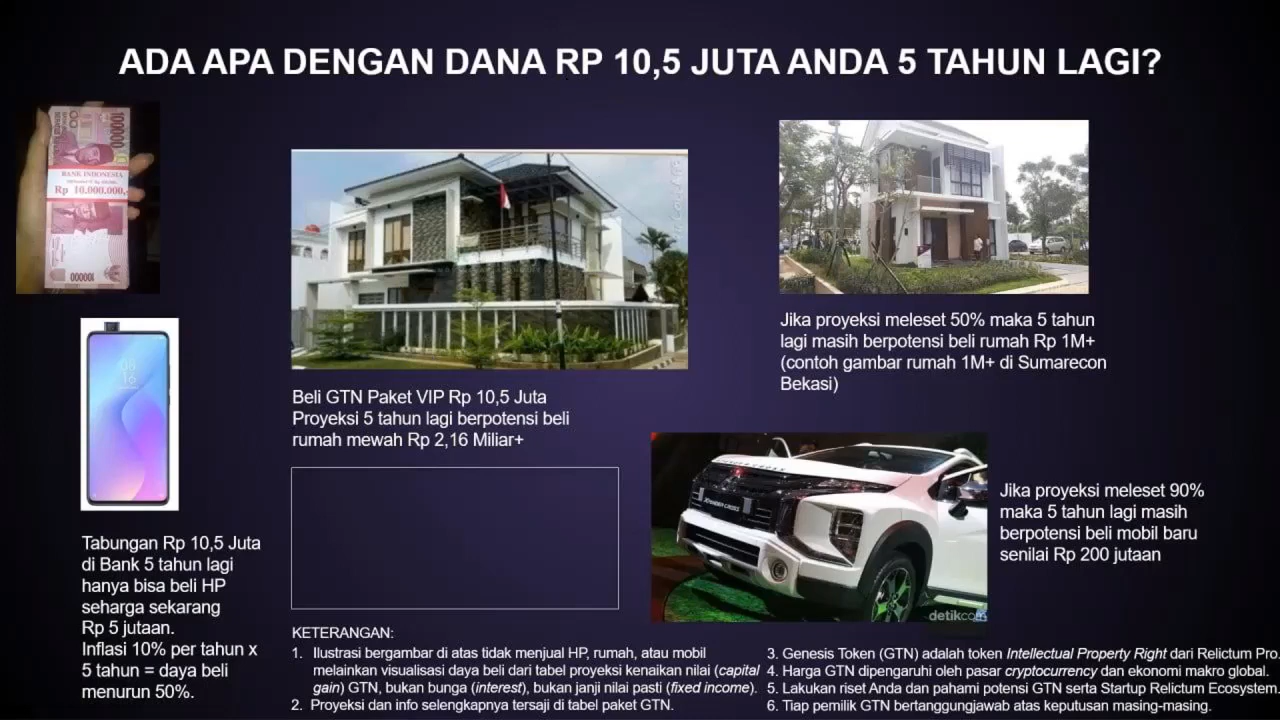 ADA APA DENGAN DANA RP 10,5 JUTA ANDA 5 TAHUN LAGI?
100000
BANK INDONESIA
Rp 10.000.000,-
100000
08
16
Tabungan Rp 10,5 Juta
di Bank 5 tahun lagi
hanya bisa beli HP
seharga sekarang
Rp 5 jutaan.
Inflasi 10% per tahun x
5 tahun = daya beli
menurun 50%.
Beli GTN Paket VIP Rp 10,5 Juta
Proyeksi 5 tahun lagi berpotensi beli
rumah mewah Rp 2,16 Miliar+
Jika proyeksi meleset 50% maka 5 tahun
lagi masih berpotensi beli rumah Rp 1M+
(contoh gambar rumah 1M+ di Sumarecon
Bekasi)
XPANDER CROSS
detikcom
Jika proyeksi meleset 90%
maka 5 tahun lagi masih
berpotensi beli mobil baru
senilai Rp 200 jutaan
KETERANGAN:
1. Ilustrasi bergambar di atas tidak menjual HP, rumah, atau mobil
melainkan visualisasi daya beli dari tabel proyeksi kenaikan nilai (capital
gain) GTN, bukan bunga (interest), bukan janji nilai pasti (fixed income).
2. Proyeksi dan info selengkapnya tersaji di tabel paket GTN.
3. Genesis Token (GTN) adalah token Intellectual Property Right dari Relictum Pro.
4. Harga GTN dipengaruhi oleh pasar cryptocurrency dan ekonomi makro global.
5. Lakukan riset Anda dan pahami potensi GTN serta Startup Relictum Ecosystem.
6. Tiap pemilik GTN bertanggungjawab atas keputusan masing-masing.